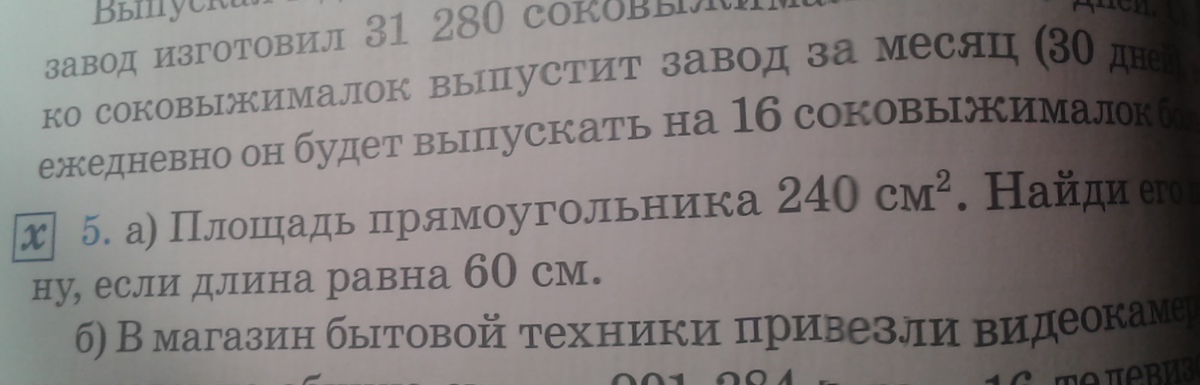 завод изготовил 31 280
ко соковыжималок выпустит завод за месяц (30 дней
ежедневно он будет выпускать на 16 соковыжималок
х 5. а) Площадь прямоугольника 240 см². Найди его
ну, если длина равна 60 см.
б) В магазин бытовой техники привезли видеокаме